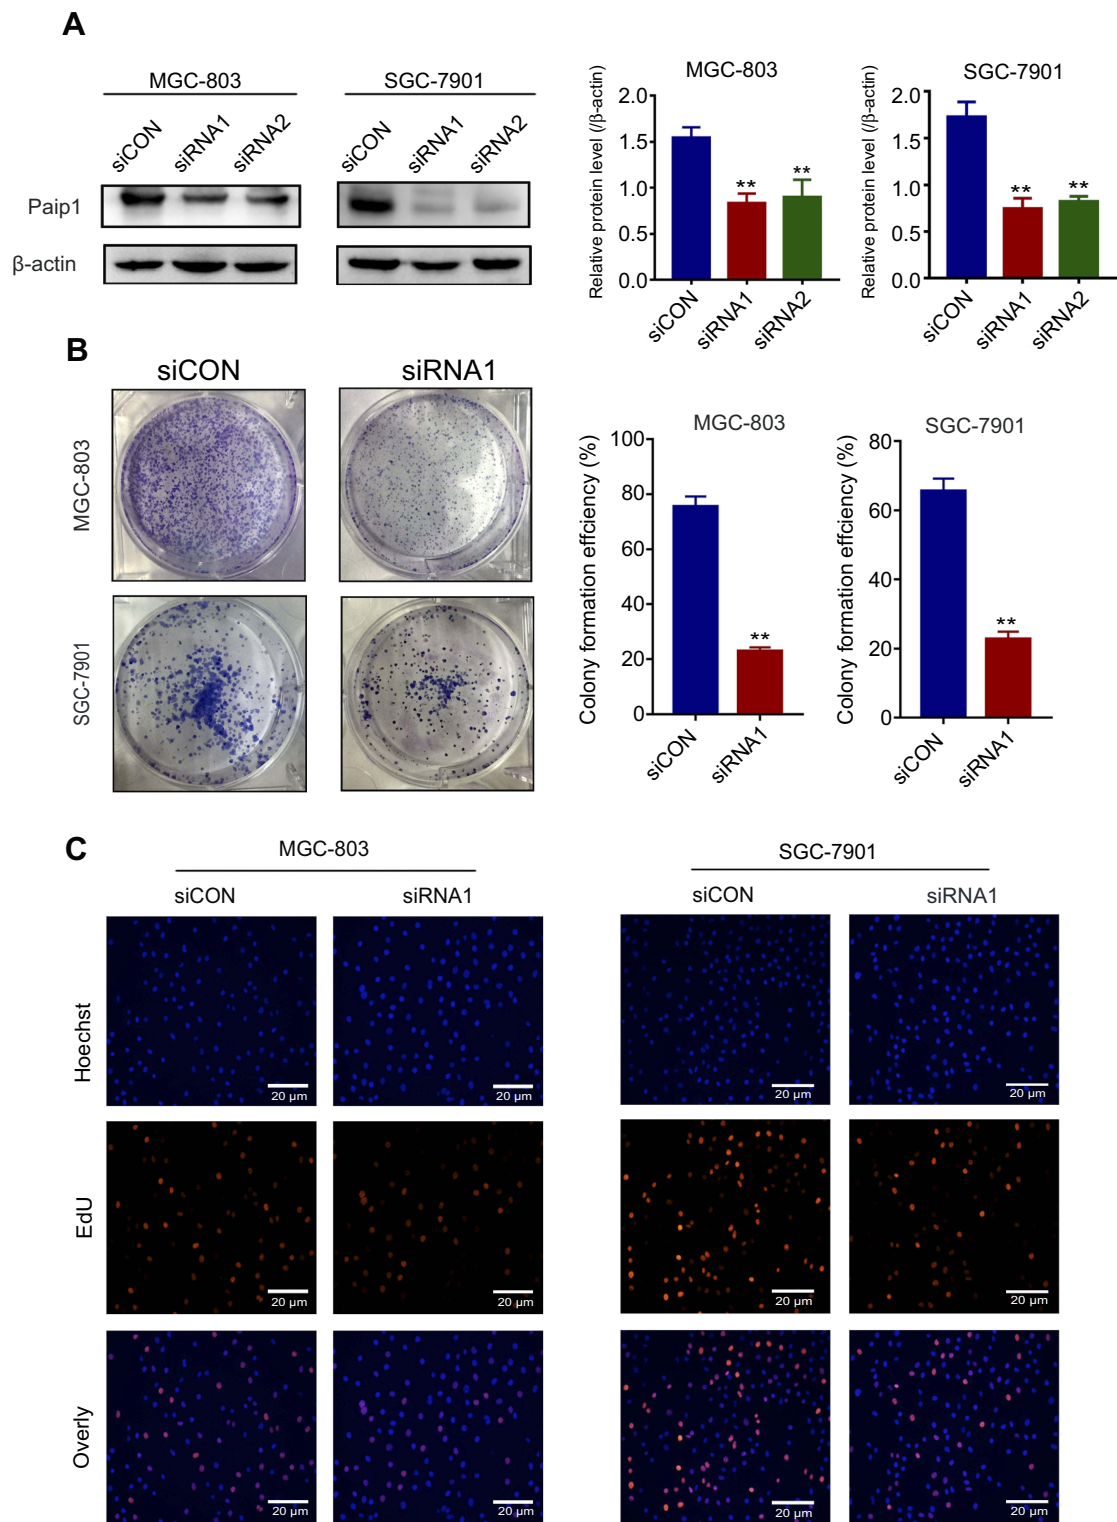 A
MGC-803
SGC-7901
siCON
siRNA1
siRNA2
siCON
siRNA1
siRNA2
Paip1
β-actin
MGC-803
Relative protein level (/β-actin)
2.0
1.5
1.0
0.5
0.0
**
**
siCON
siRNA1
siRNA2
SGC-7901
Relative protein level (/β-actin)
2.0
1.5
1.0
0.5
0.0
**
**
siCON
siRNA1
siRNA2
B
siCON
siRNA1
MGC-803
SGC-7901
MGC-803
Colony formation effciency (%)
100
80
60
40
20
0
**
siCON
siRNA1
SGC-7901
Colony formation effciency (%)
80
60
40
20
0
**
siCON
siRNA1
C
MGC-803
SGC-7901
siCON
siRNA1
siCON
siRNA1
Hoechst
20 μm
20 μm
20 μm
20 μm
EdU
20 μm
20 μm
20 μm
20 μm
Overly
20 μm
20 μm
20 μm
20 μm